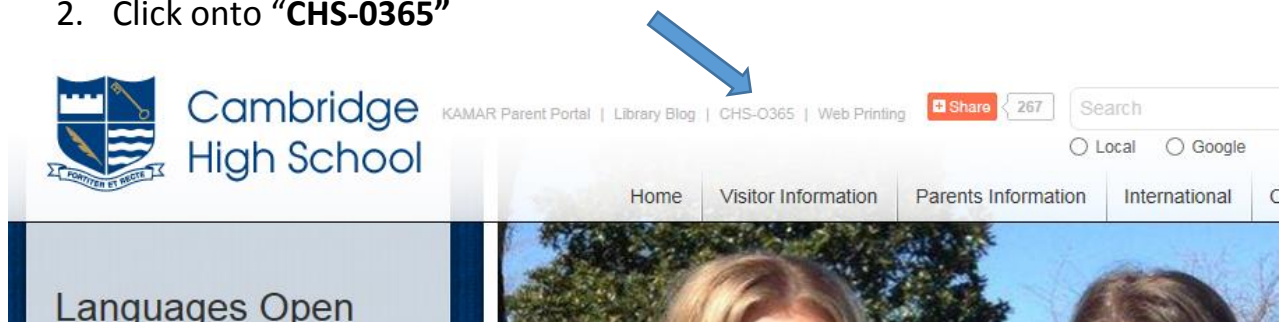 2. Click onto “CHS-0365”
Cambridge
High School
FORTITER ET RECTE
KAMAR Parent Portal | Library Blog | CHS-O365 | Web Printing
Share 267
Search
Local Google
Home Visitor Information Parents Information International
Languages Open